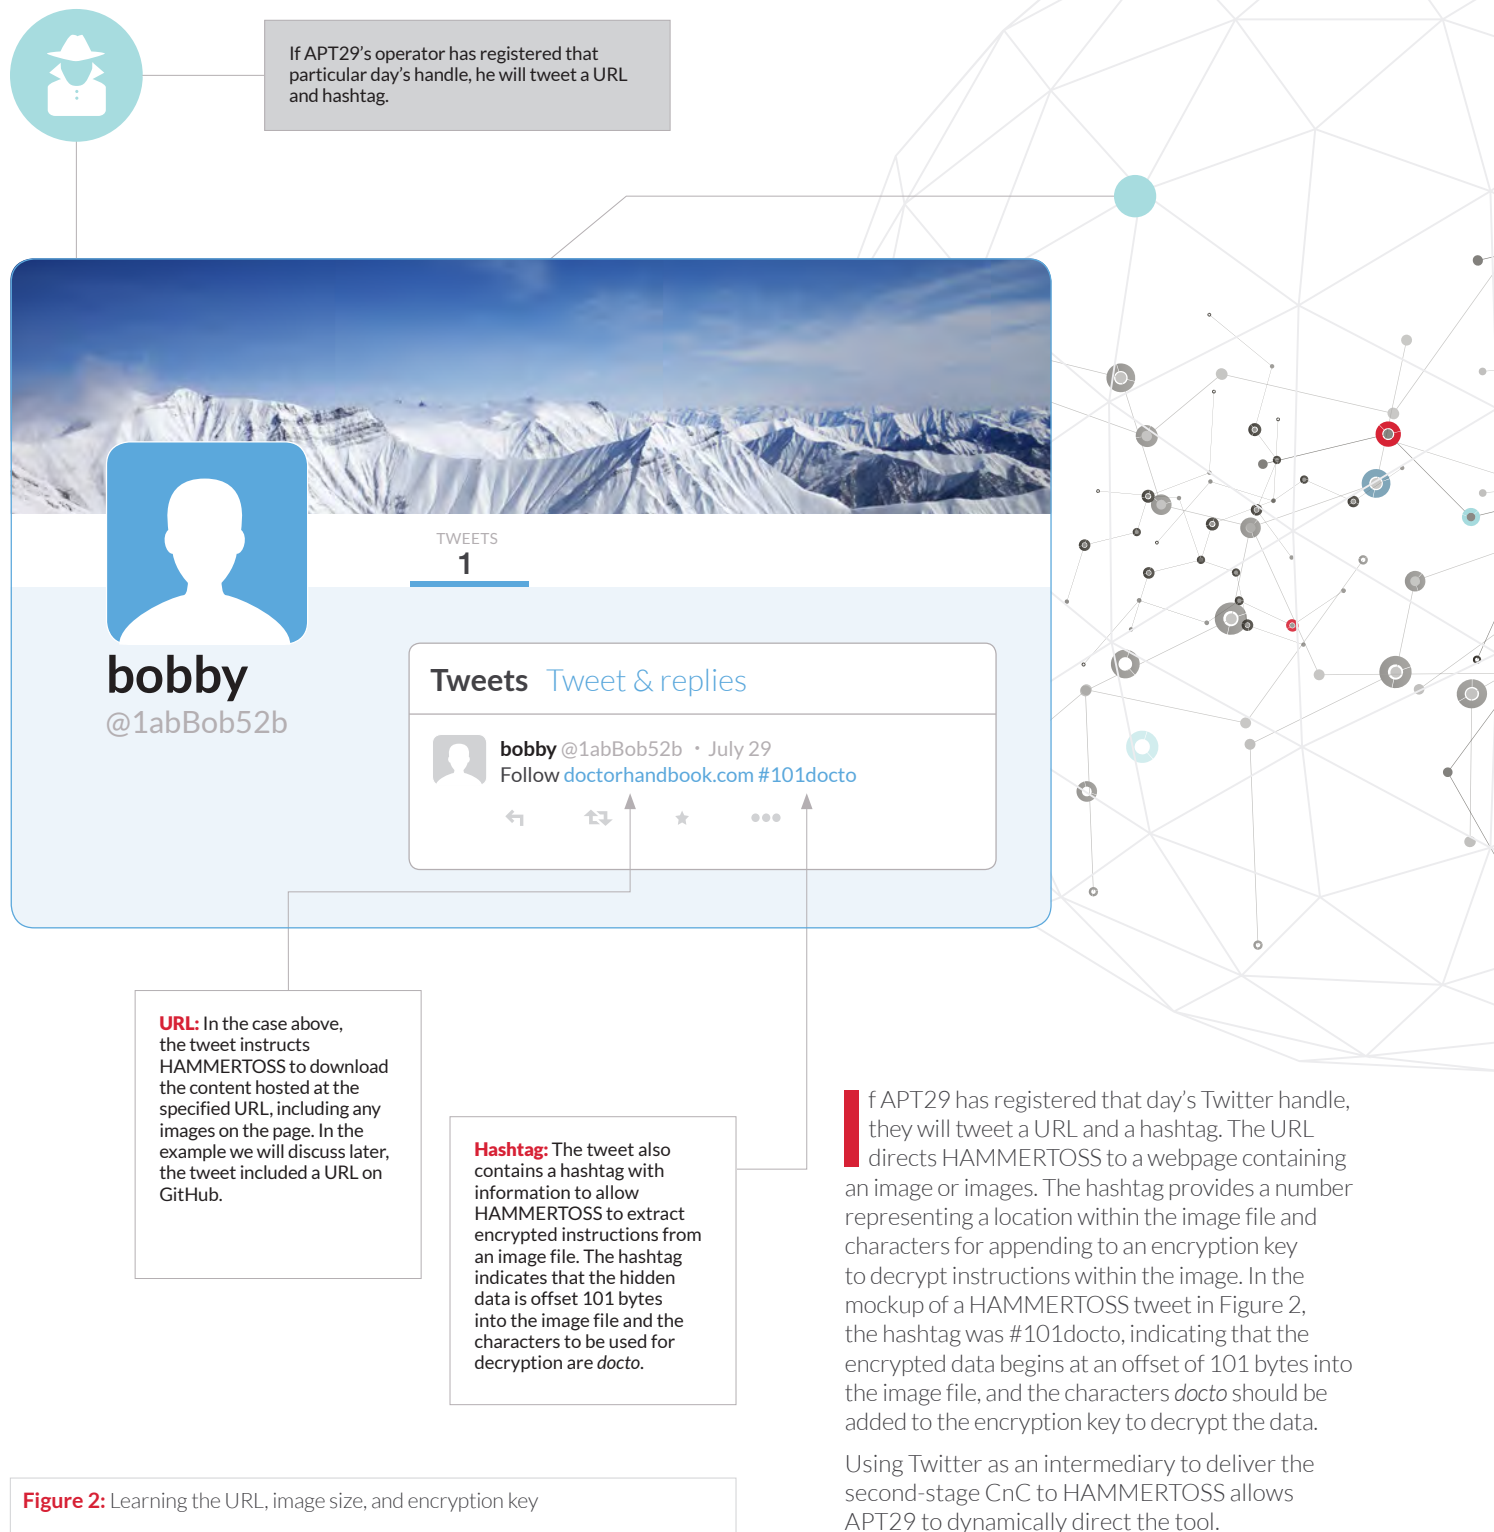 If APT29's operator has registered that
particular day's handle, he will tweet a URL
and hashtag.
TWEETS
1
bobby
@1abBob52b
Tweets Tweet & replies
bobby @1abBob52b • July 29
Follow doctorhandbook.com #101docto
URL: In the case above,
the tweet instructs
HAMMERTOSS to download
the content hosted at the
specified URL, including any
images on the page. In the
example we will discuss later,
the tweet included a URL on
GitHub.
Hashtag: The tweet also
contains a hashtag with
information to allow
HAMMERTOSS to extract
encrypted instructions from
an image file. The hashtag
indicates that the hidden
data is offset 101 bytes
into the image file and the
characters to be used for
decryption are docto.
Figure 2: Learning the URL, image size, and encryption key
If APT29 has registered that day's Twitter handle,
they will tweet a URL and a hashtag. The URL
directs HAMMERTOSS to a webpage containing
an image or images. The hashtag provides a number
representing a location within the image file and
characters for appending to an encryption key
to decrypt instructions within the image. In the
mockup of a HAMMERTOSS tweet in Figure 2,
the hashtag was #101docto, indicating that the
encrypted data begins at an offset of 101 bytes into
the image file, and the characters docto should be
added to the encryption key to decrypt the data.
Using Twitter as an intermediary to deliver the
second-stage CnC to HAMMERTOSS allows
APT29 to dynamically direct the tool.